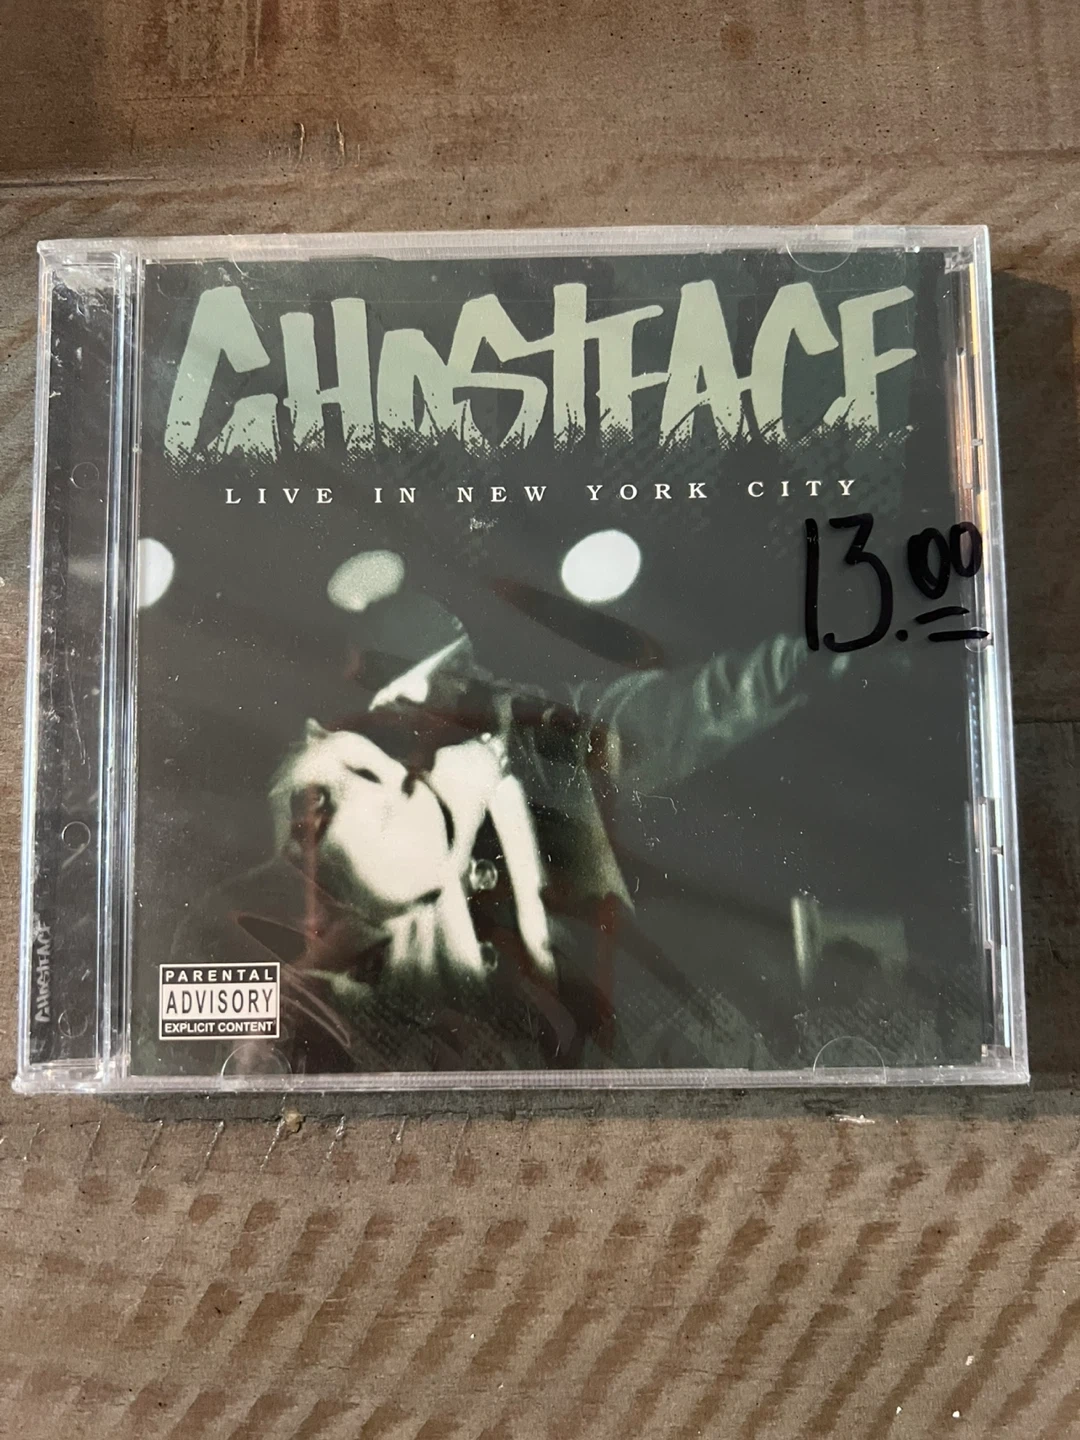 GHOSTFACE
LIVE IN NEW YORK CITY
13.00
PARENTAL
ADVISORY
EXPLICIT CONTENT
GHOSTFACE